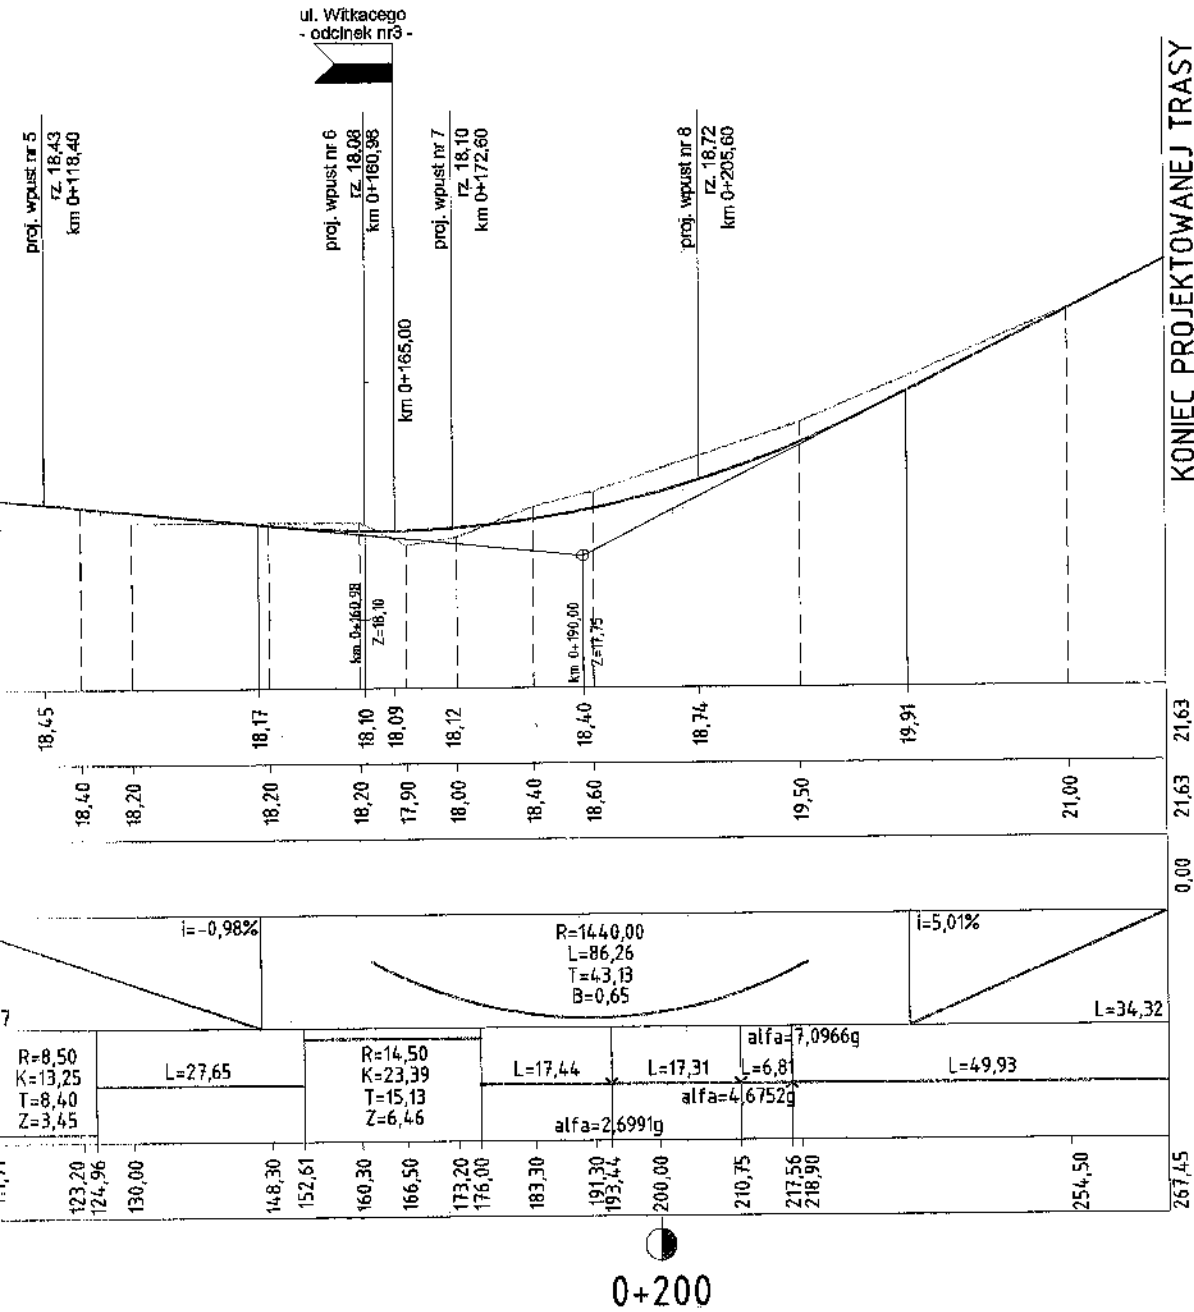 ul. Witkacego
- odcinek nr3 -
proj. wpust nr 5
rz. 18,43
km 0+118,40
proj. wpust nr 6
rz. 18,08
km 0+160,98
proj. wpust nr 7
rz. 18,10
km 0+172,60
proj. wpust nr 8
rz. 18,72
km 0+205,60
KONIEC PROJEKTOWANEJ TRASY
km 0+165,00
km 0+160,98
Z=18,10
km 0+190,00
Z=17,75
18,45
18,17
18,10
18,09
18,12
18,40
18,74
19,91
21,63
18,40
18,20
18,20
18,20
17,90
18,00
18,40
18,60
19,50
21,00
21,63
0,00
i=-0,98%
R=1440,00
L=86,26
T=43,13
B=0,65
i=5,01%
L=34,32
7
R=8,50
K=13,25
T=8,40
Z=3,45
L=27,65
R=14,50
K=23,39
T=15,13
Z=6,46
L=17,44
alfa=2,6991g
L=17,31
alfa=4,6752g
L=6,81
alfa=7,0966g
L=49,93
123,20
124,96
130,00
148,30
152,61
160,30
166,50
173,20
176,00
183,30
191,30
193,44
200,00
210,75
217,56
218,90
254,50
267,45
0+200